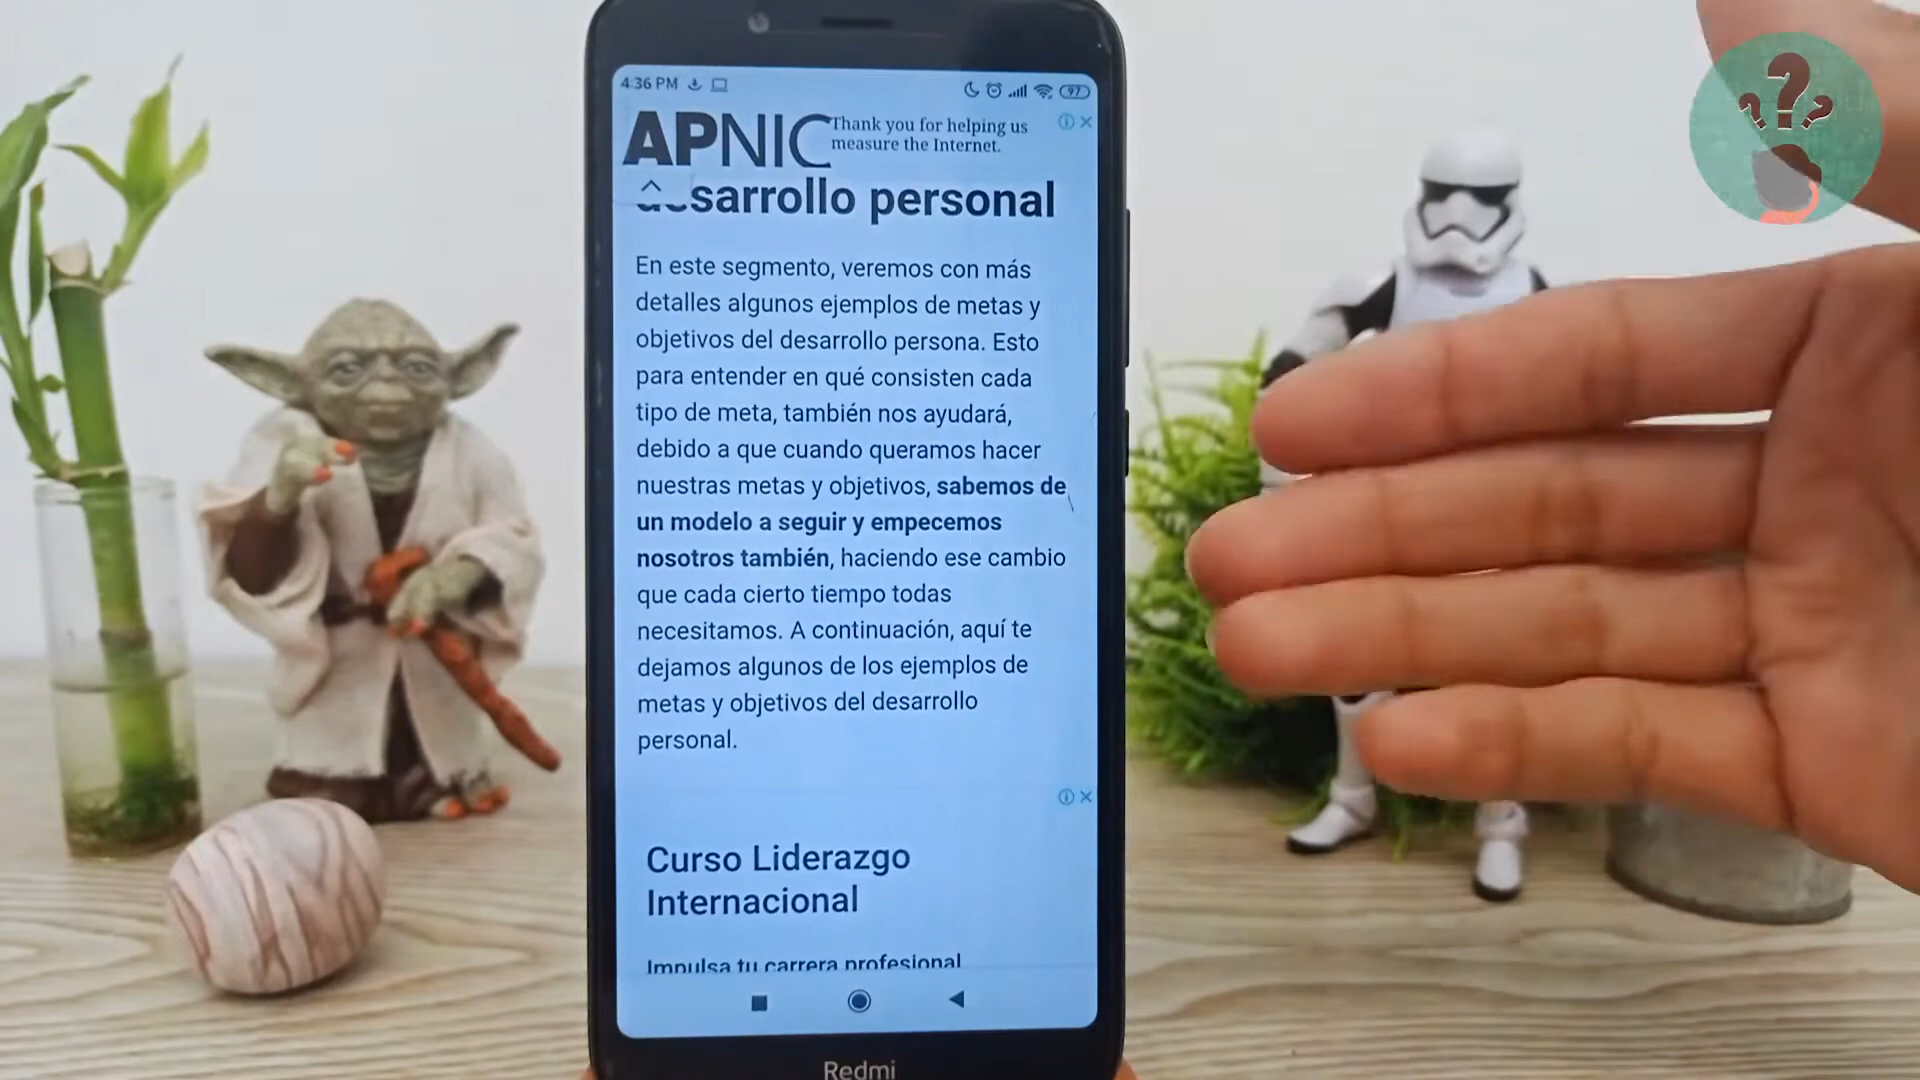 4:36 PM
97
APNIC
Thank you for helping us
measure the Internet.
desarrollo personal
En este segmento, veremos con más
detalles algunos ejemplos de metas y
objetivos del desarrollo persona. Esto
para entender en qué consisten cada
tipo de meta, también nos ayudará,
debido a que cuando queramos hacer
nuestras metas y objetivos, sabemos de
un modelo a seguir y empecemos
nosotros también, haciendo ese cambio
que cada cierto tiempo todas
necesitamos. A continuación, aquí te
dejamos algunos de los ejemplos de
metas y objetivos del desarrollo
personal.
Curso Liderazgo
Internacional
Impulsa tu carrera profesional
Redmi